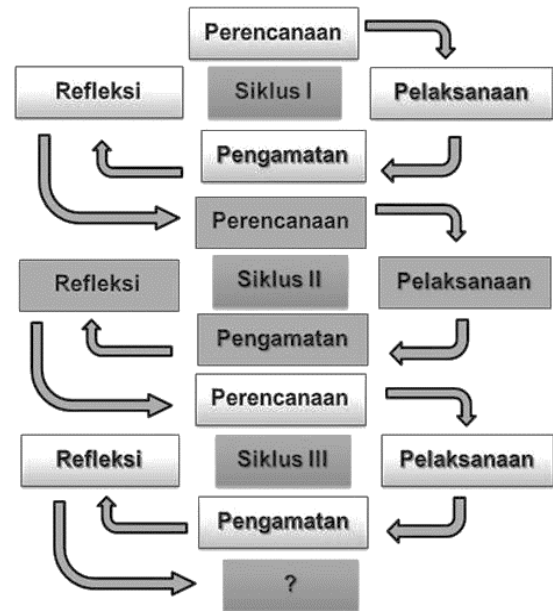 Perencanaan
Refleksi
Siklus I
Pelaksanaan
Pengamatan
Perencanaan
Refleksi
Siklus II
Pelaksanaan
Pengamatan
Perencanaan
Refleksi
Siklus III
Pelaksanaan
Pengamatan
?